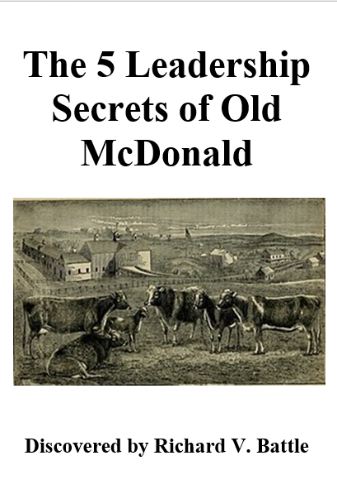 The 5 Leadership
Secrets of Old
McDonald
Discovered by Richard V. Battle